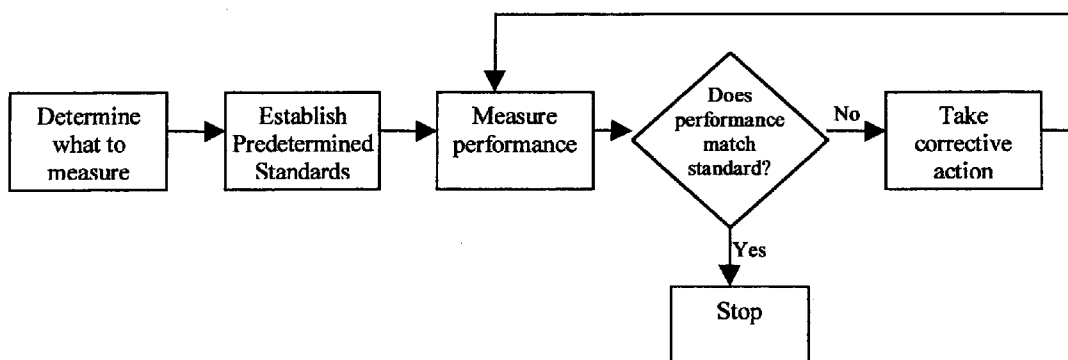 Determine
what to
measure
Establish
Predetermined
Standards
Measure
performance
Does
performance
match
standard?
No
Take
corrective
action
Yes
Stop